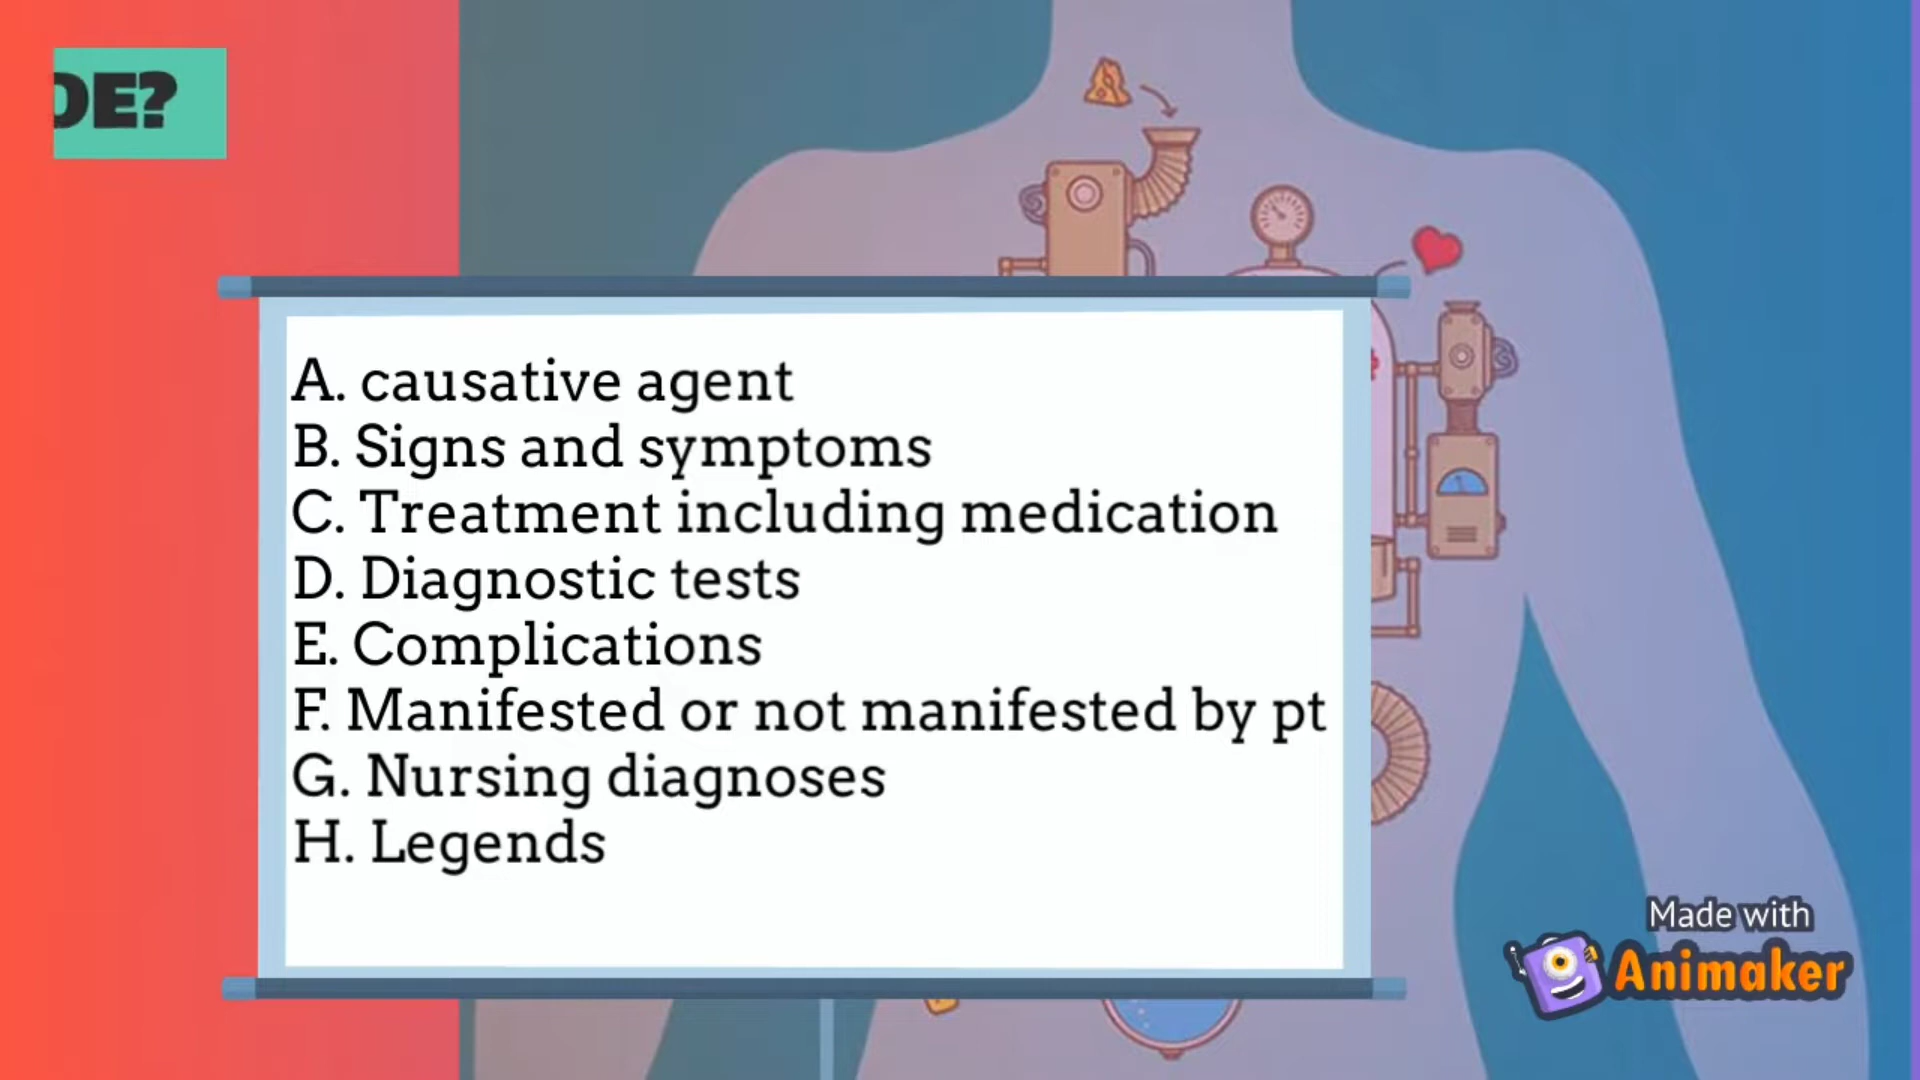 DE?
A. causative agent
B. Signs and symptoms
C. Treatment including medication
D. Diagnostic tests
E. Complications
F. Manifested or not manifested by pt
G. Nursing diagnoses
H. Legends
Made with
Animaker